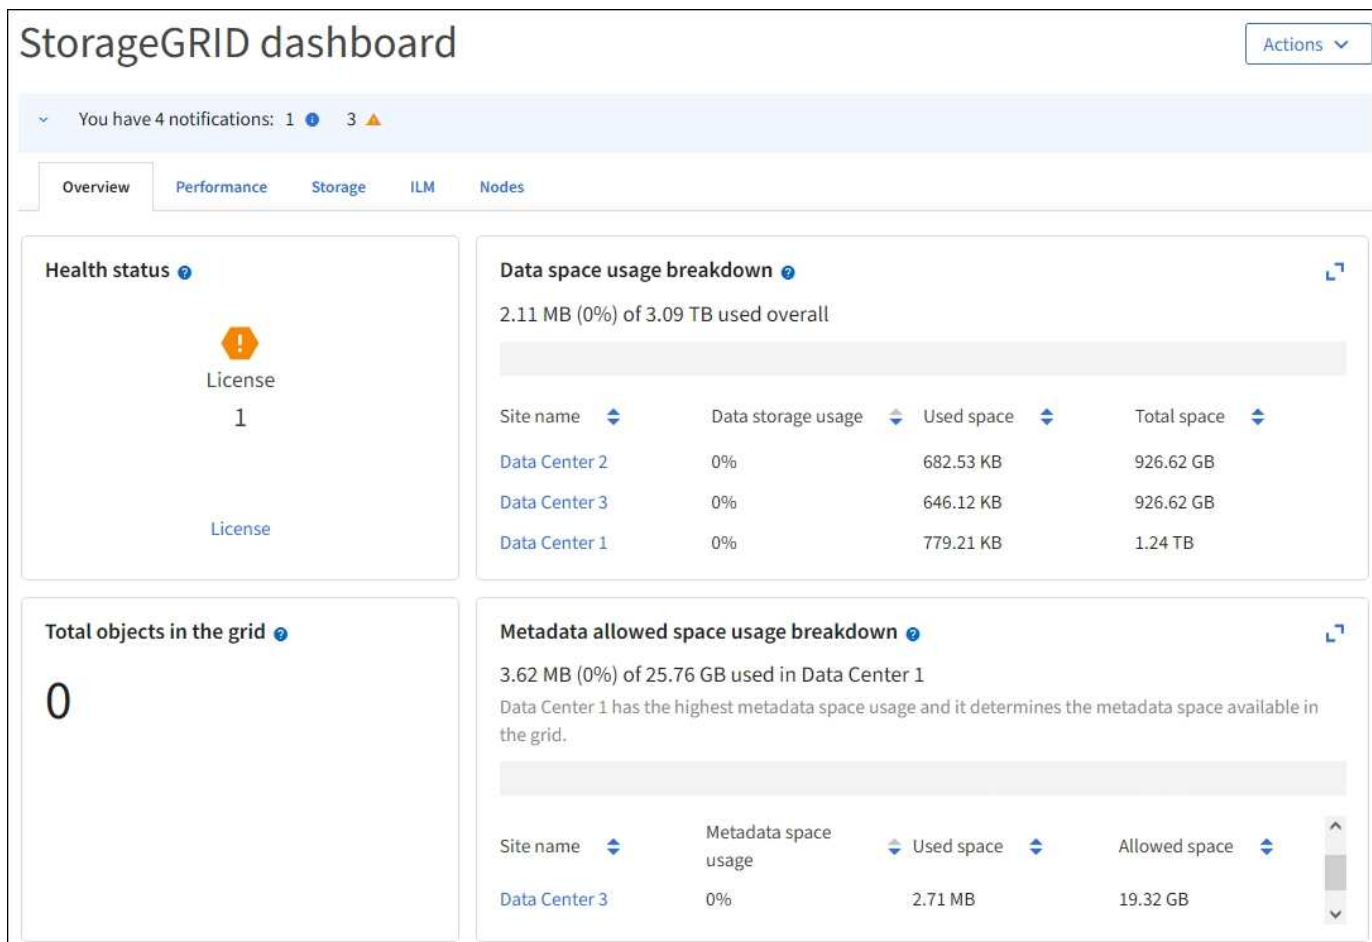 StorageGRID dashboard
Actions
You have 4 notifications: 1 3
Overview Performance Storage ILM Nodes
Health status
License
1
License
Data space usage breakdown
2.11 MB (0%) of 3.09 TB used overall
Site name Data storage usage Used space Total space
Data Center 2 0% 682.53 KB 926.62 GB
Data Center 3 0% 646.12 KB 926.62 GB
Data Center 1 0% 779.21 KB 1.24 TB
Total objects in the grid
0
Metadata allowed space usage breakdown
3.62 MB (0%) of 25.76 GB used in Data Center 1
Data Center 1 has the highest metadata space usage and it determines the metadata space available in
the grid.
Site name Metadata space usage Used space Allowed space
Data Center 3 0% 2.71 MB 19.32 GB